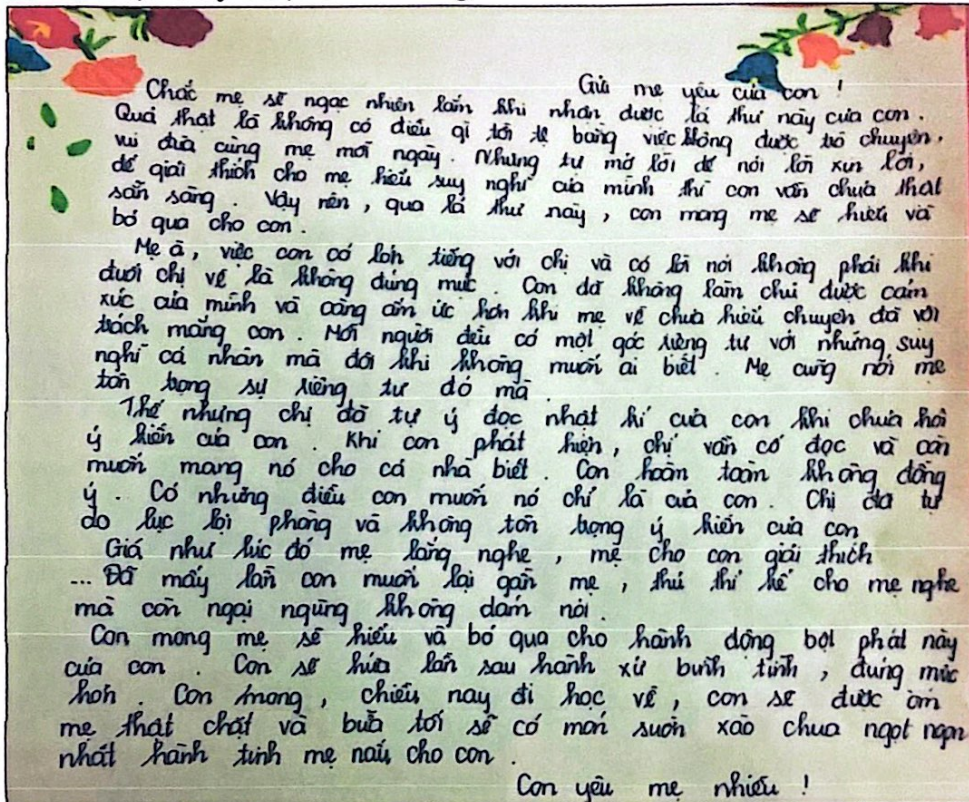 Gửi mẹ yêu của con !
Chắc mẹ sẽ ngạc nhiên lắm khi nhận được lá thư này của con.
Quả thật là không có điều gì tồi tệ bằng việc không được trò chuyện,
vui đùa cùng mẹ mỗi ngày. Nhưng tự mở lời để nói lời xin lỗi,
để giải thích cho mẹ hiểu suy nghĩ của mình thì con vẫn chưa thật
sẵn sàng. Vậy nên, qua lá thư này, con mong mẹ sẽ hiểu và
bỏ qua cho con.
Mẹ à, việc con có lớn tiếng với chị và có lời nói không phải khi
đuổi chị về là không đúng mực. Con đã không làm chủ được cảm
xúc của mình và càng ấm ức hơn khi mẹ về chưa hiểu chuyện đã vội
trách mắng con. Mỗi người đều có một góc riêng tư với những suy
nghĩ cá nhân mà đôi khi không muốn ai biết. Mẹ cũng nói mẹ
tôn trọng sự riêng tư đó mà.
Thế nhưng chị đã tự ý đọc nhật kí của con khi chưa hỏi
ý kiến của con. Khi con phát hiện, chị vẫn cố đọc và còn
muốn mang nó cho cả nhà biết. Con hoàn toàn không đồng
ý. Có những điều con muốn nó chỉ là của con. Chị đã tự
do lục lọi phòng và không tôn trọng ý kiến của con
Giá như lúc đó mẹ lắng nghe, mẹ cho con giải thích
... Đã mấy lần con muốn lại gần mẹ, thủ thỉ kể cho mẹ nghe
mà còn ngại ngùng không dám nói.
Con mong mẹ sẽ hiểu và bỏ qua cho hành động bột phát này
của con. Con sẽ hứa lần sau hành xử bình tĩnh, đúng mực
hơn. Con mong, chiều nay đi học về, con sẽ được ôm
mẹ thật chặt và bữa tối sẽ có món sườn xào chua ngọt ngon
nhất hành tinh mẹ nấu cho con.
Con yêu mẹ nhiều !